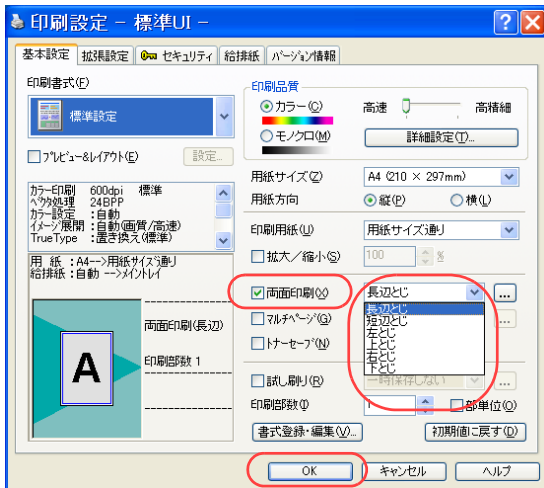 印刷設定 - 標準UI -
基本設定 拡張設定 セキュリティ 給排紙 バージョン情報
印刷書式(F)
標準設定
プレビュー&レイアウト(E) 設定...
カラー印刷 600dpi 標準
ベクタ処理 24BPP
カラー設定 :自動
イメージ展開 :自動(画質/高速)
TrueType :置き換え(標準)
用 紙 :A4-->用紙サイズ通り
給排紙:自動 -->メイントレイ
A
両面印刷(長辺)
印刷部数 1
印刷品質
カラー(C) 高速 高精細
モノクロ(M) 詳細設定(T)...
用紙サイズ(Z) A4 (210 × 297mm)
用紙方向 縦(P) 横(L)
印刷用紙(U) 用紙サイズ通り
拡大/縮小(S) 100 %
両面印刷(X) 長辺とじ ...
長辺とじ
短辺とじ
左とじ
上とじ
右とじ
下とじ
マルチページ(G) ...
トナーセーブ(N)
試し刷り(R) 一時保存しない ...
印刷部数(I) 1 部単位(O)
書式登録・編集(V)... 初期値に戻す(D)
OK キャンセル ヘルプ